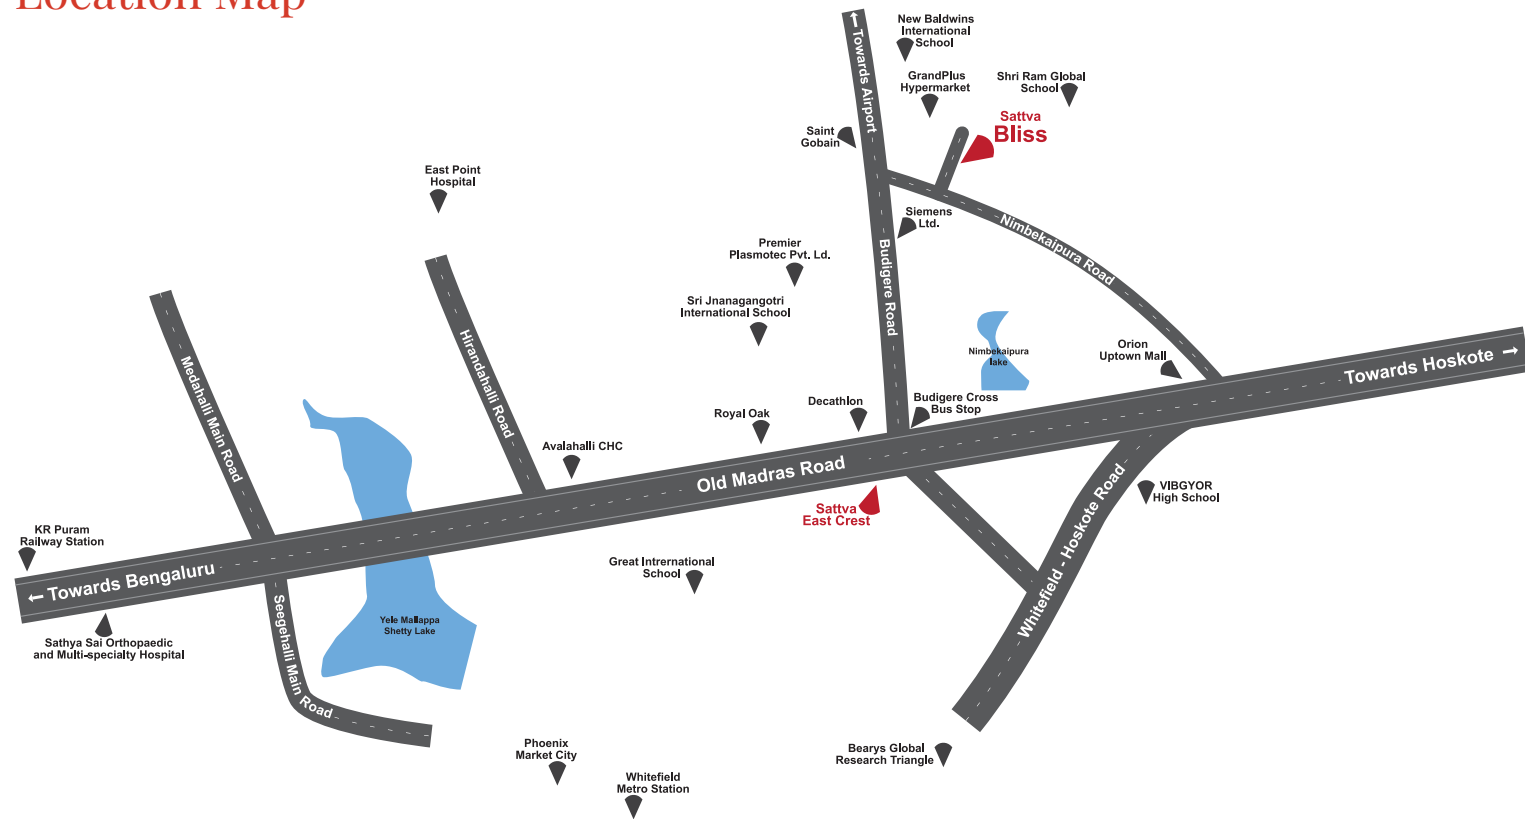 Location Map
Towards Airport
New Baldwins
International
School
GrandPlus
Hypermarket
Shri Ram Global
School
Sattva
Bliss
Saint
Gobain
East Point
Hospital
Siemens
Ltd.
Nimbekaipura Road
Budigere Road
Premier
Plasmotec Pvt. Ld.
Sri Jnanagangotri
International School
Hirandahalli Road
Medahalli Main Road
Nimbekaipura
lake
Orion
Uptown Mall
Towards Hoskote
Royal Oak
Decathlon
Budigere Cross
Bus Stop
Avalahalli CHC
Old Madras Road
Sattva
East Crest
VIBGYOR
High School
Whitefield - Hoskote Road
KR Puram
Railway Station
Towards Bengaluru
Great Intrernational
School
Sathya Sai Orthopaedic
and Multi-specialty Hospital
Seegehalli Main Road
Yele Mallappa
Shetty Lake
Phoenix
Market City
Whitefield
Metro Station
Bearys Global
Research Triangle